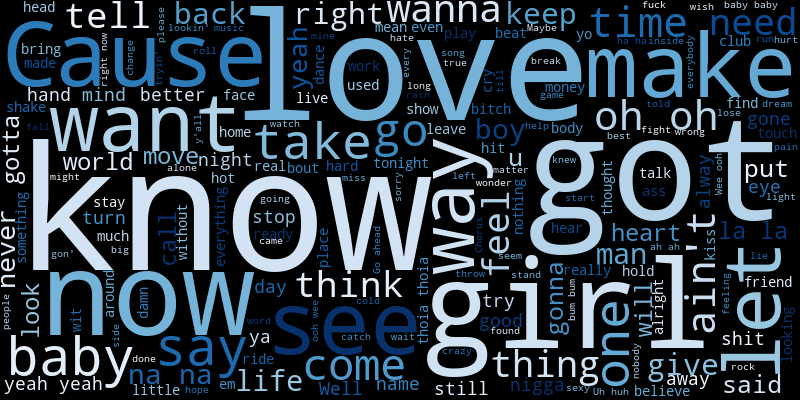 head
tell
back
right
wanna
keep
fuck
wish
baby baby
Cause
love
time
need
lookin' music
mean
even
play
Maybe
yo
run
hurt
please
bring
made
right now
change
roll
tryin
yeah
dance
mine
hate
every
beat
song
true
ha ha
inside
make
club
everybody
hand
mind
better
face
live
work
used
long
rain
cry
till
break
game
money
told
find
dream
shake
want
y'all
home
watch
take
show
go
bitch
leave
boy
help
body
oh oh
lose
gone
touch
fall
gotta
world
move
night
alone
real
bout
hard
tonight
hit
u
best
fight
wrong
pain
know
might
hot
miss
sorry
way
matter
wonder
knew
got
talk
ass
Wee ooh
put
eye
light
never
something
stay
turn
much
big
gon'
call
without
everything
going
stop
ready
came
place
Go ahead
feel
nothing
thought
start
hear
heart
kiss
alway
la la
now
look
around
day
think
thoia thoia
Chorus
seem
stand
throw
really
man
ah ah
hold
ain't
lie
feeling
friend
let
looking
people
wit
damn
side
say
ya
word
see
ooh wee
cold
catch
wait
try
good
found
crazy
girl
bum bum
gonna
one
will
alright
nobody
shit
rock
baby
done
ride
come
thing
give
away
said
yeah yeah
little
na na
hope
em
life
Well
name
still
nigga
sexy
Uh huh
believe